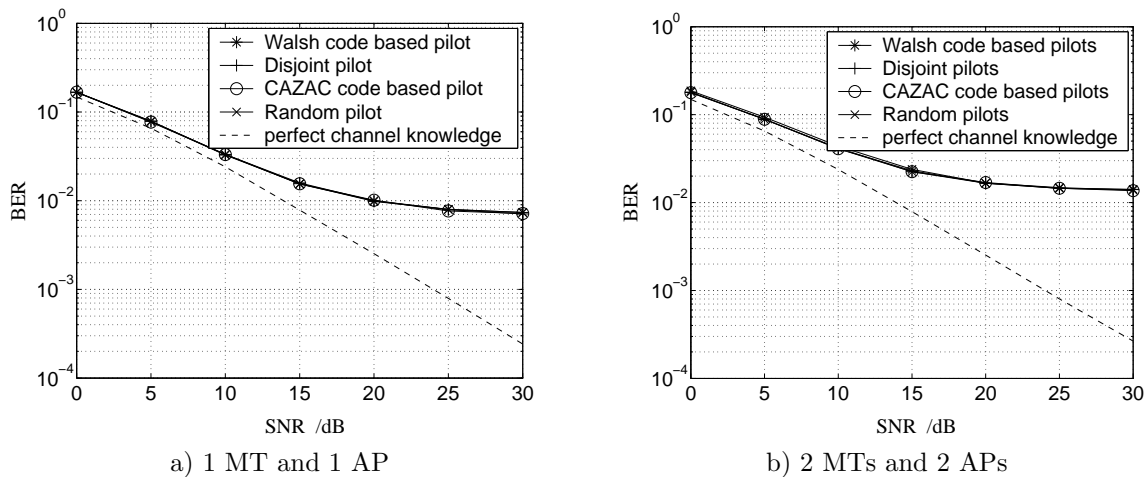 10^0
10^-1
10^-2
10^-3
10^-4
BER
0 5 10 15 20 25 30
SNR /dB
Walsh code based pilot
Disjoint pilot
CAZAC code based pilot
Random pilot
perfect channel knowledge
a) 1 MT and 1 AP
10^0
10^-1
10^-2
10^-3
10^-4
BER
0 5 10 15 20 25 30
SNR /dB
Walsh code based pilots
Disjoint pilots
CAZAC code based pilots
Random pilots
perfect channel knowledge
b) 2 MTs and 2 APs